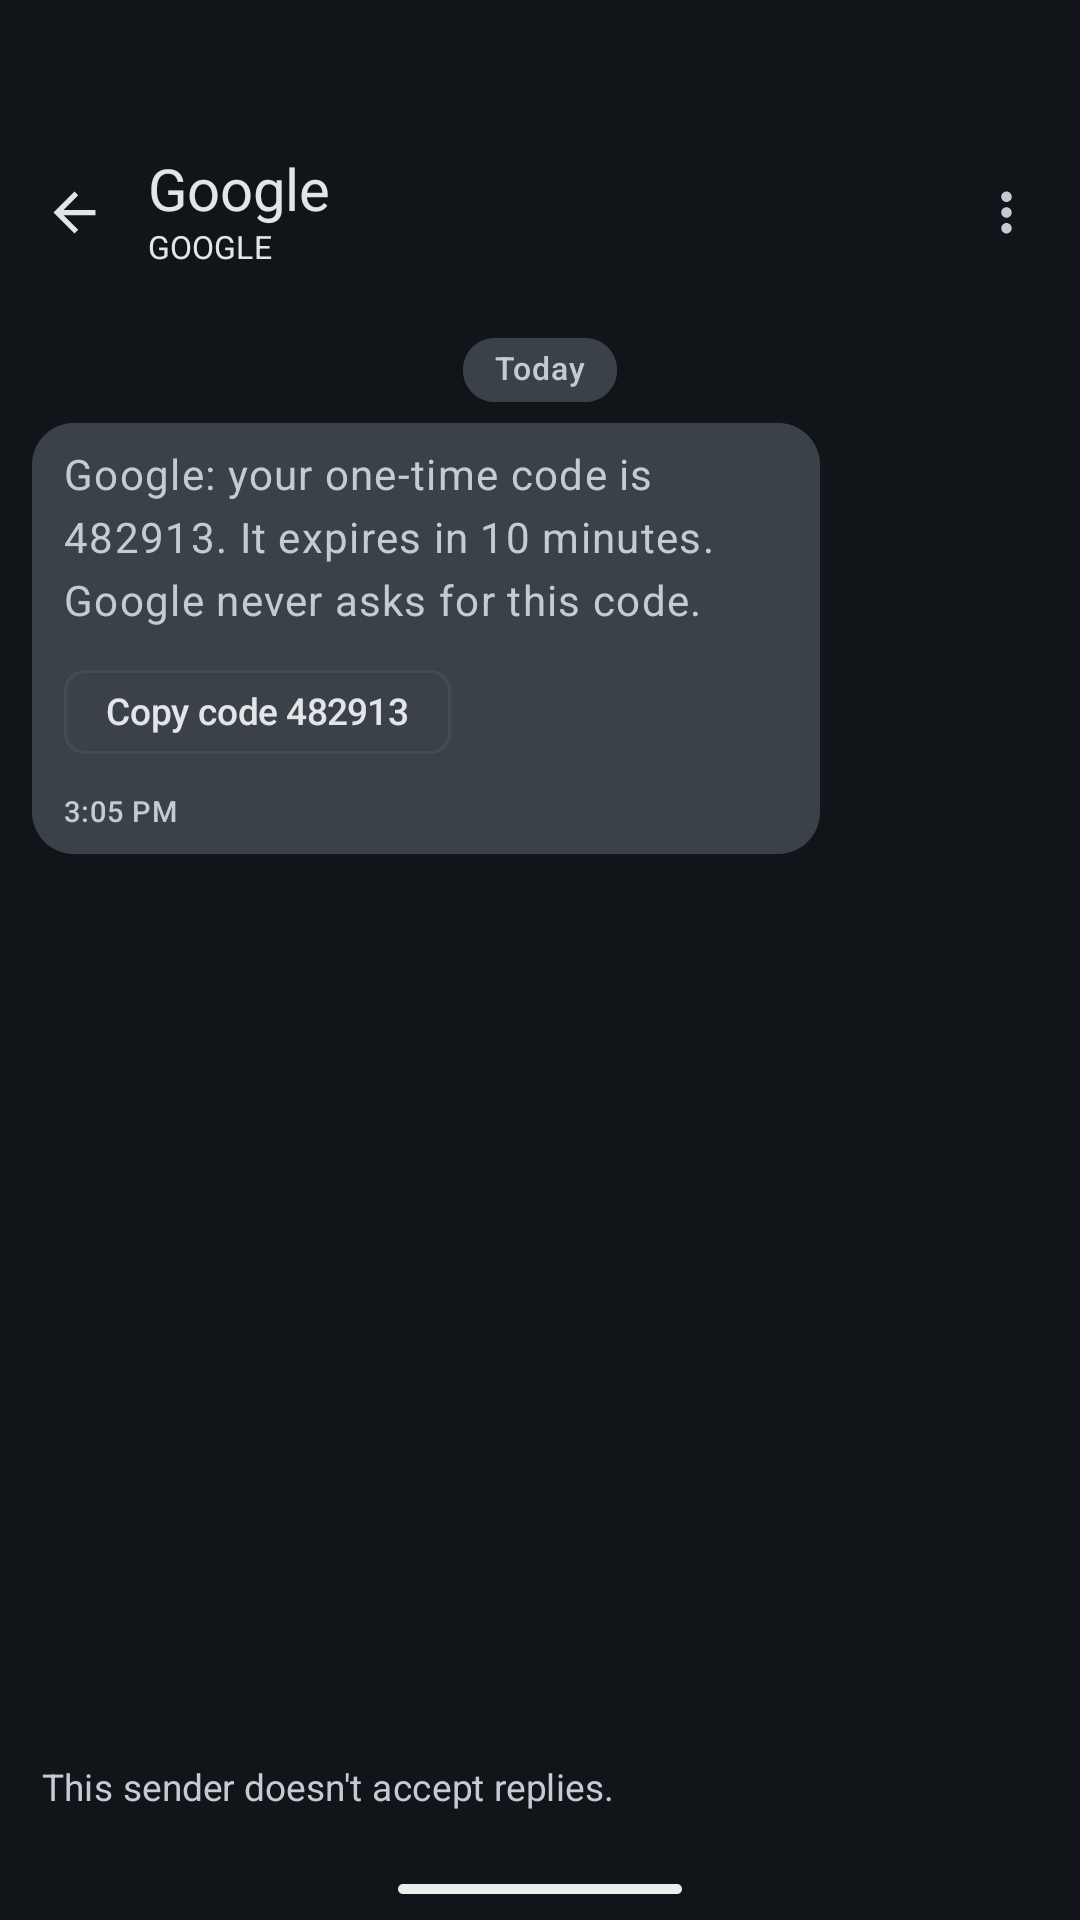 Google
GOOGLE
Today
Google: your one-time code is
482913. It expires in 10 minutes.
Google never asks for this code.
Copy code 482913
3:05 PM
This sender doesn't accept replies.